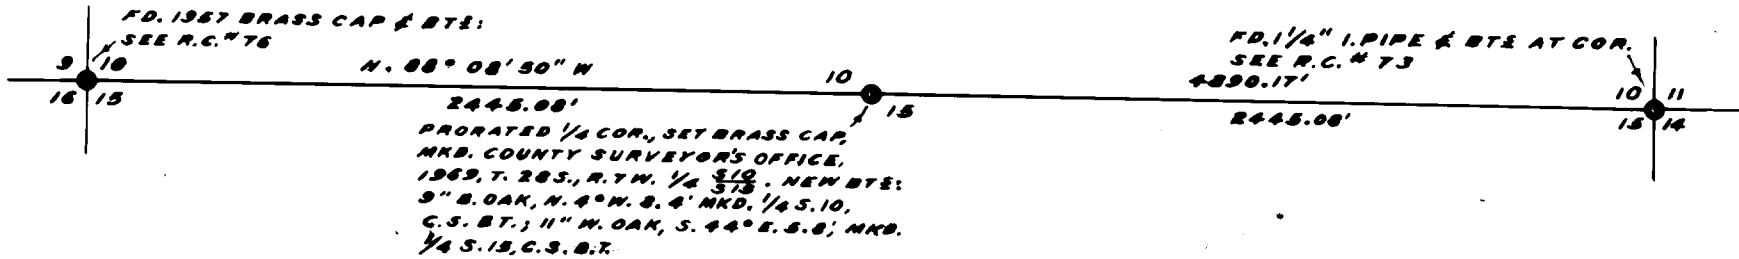 FD. 1967 BRASS CAP & BTS:
SEE R.C. # 76
9 10
16 15
N. 88° 08' 50" W
2445.08'
10
15
PRORATED 1/4 COR., SET BRASS CAP,
MKD. COUNTY SURVEYOR'S OFFICE,
1969, T. 28S., R. 7W. 1/4 S10/S15. NEW BTS:
9" B. OAK, N. 4° W. 8.4' MKD. 1/4 S. 10,
C.S. BT.; 11" W. OAK, S. 44° E. 5.8', MKD.
1/4 S. 15, C.S. B.T.
FD. 1 1/4" I. PIPE & BTS AT COR.
SEE R.C. # 73
4890.17'
2445.08'
10 11
15 14